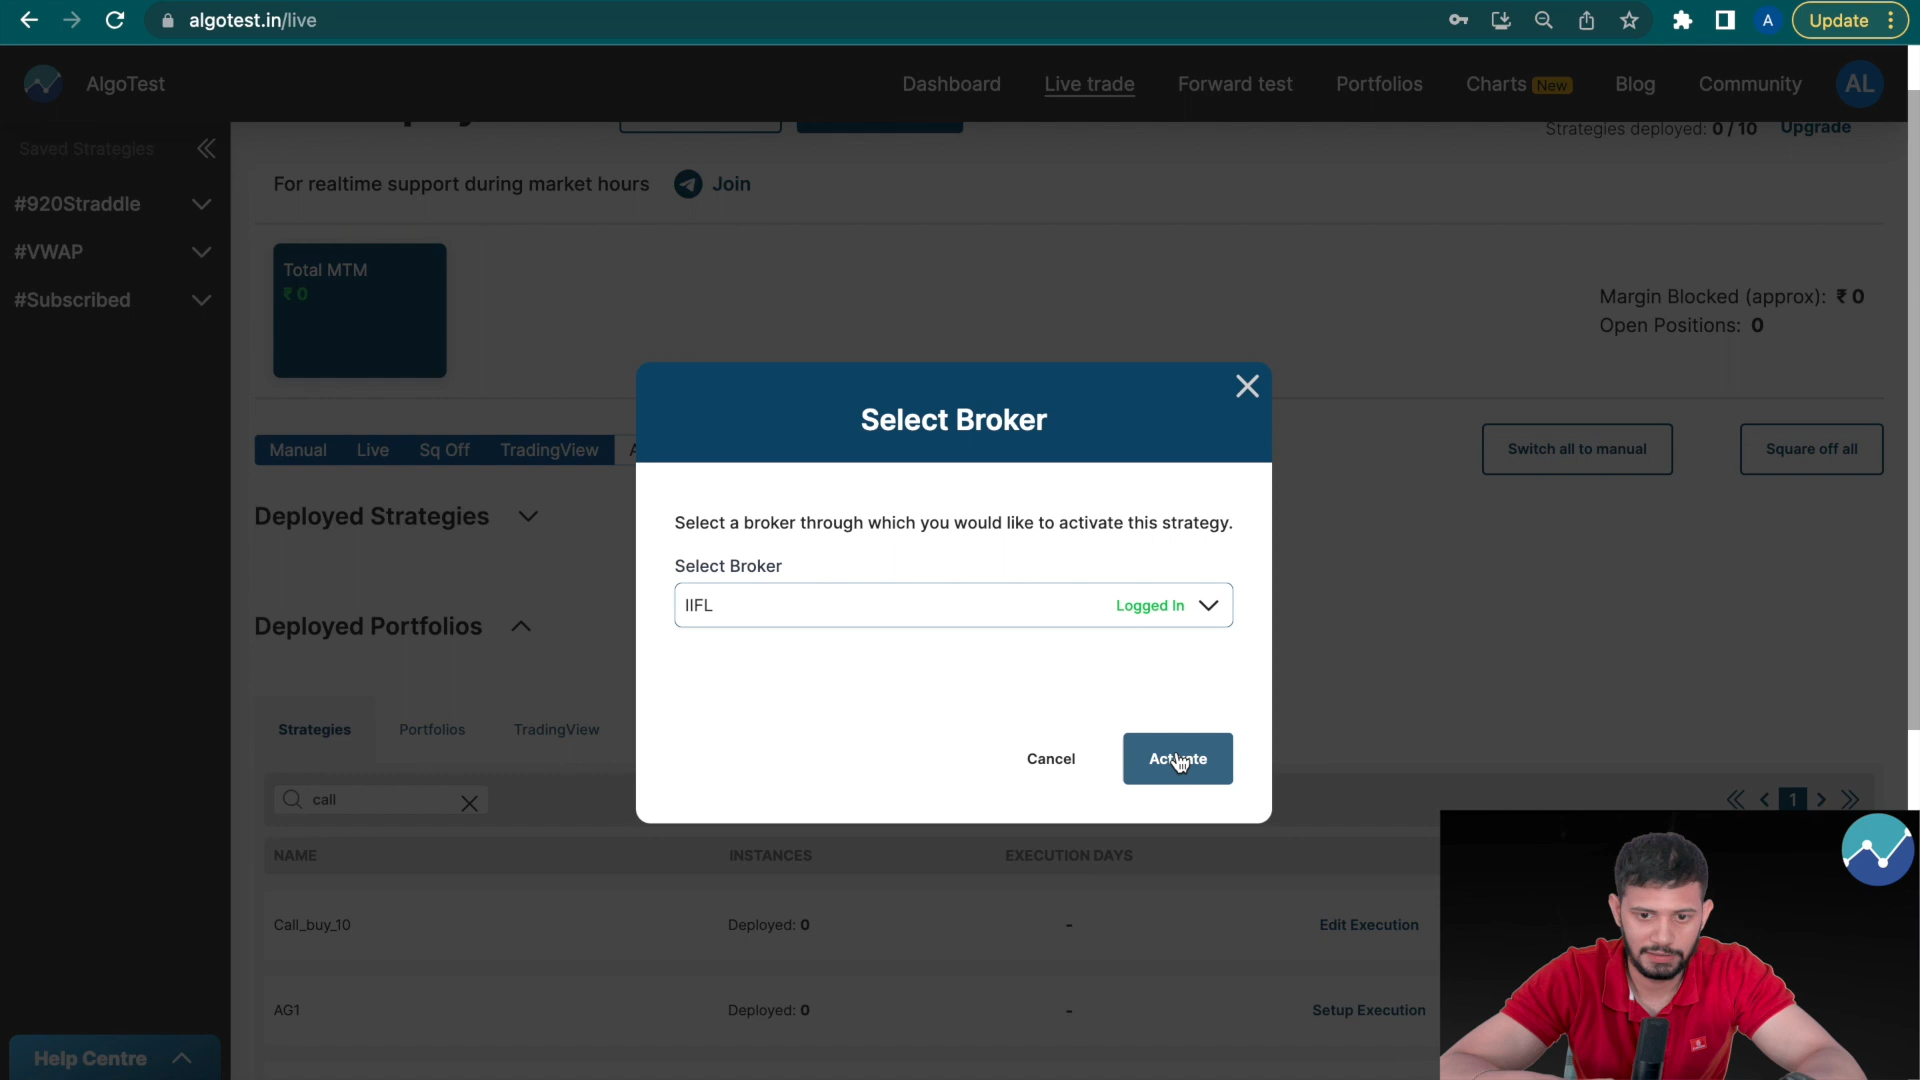 algotest.in/live
A
Update
AlgoTest
Dashboard
Live trade
Forward test
Portfolios
Charts New
Blog
Community
AL
Saved Strategies
Strategies deployed: 0 / 10 Upgrade
For realtime support during market hours Join
#920Straddle
#VWAP
#Subscribed
Total MTM
₹ 0
Margin Blocked (approx): ₹ 0
Open Positions: 0
Select Broker
Manual
Live
Sq Off
TradingView
Switch all to manual
Square off all
Deployed Strategies
Select a broker through which you would like to activate this strategy.
Select Broker
IIFL
Logged In
Deployed Portfolios
Strategies
Portfolios
TradingView
Cancel
Activate
call
1
NAME
INSTANCES
EXECUTION DAYS
Call_buy_10
Deployed: 0
-
Edit Execution
AG1
Deployed: 0
-
Setup Execution
Help Centre